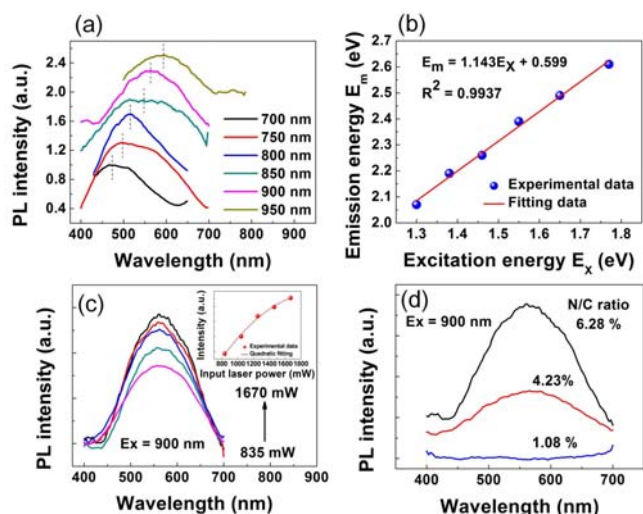 (a)
PL intensity (a.u.)
2.4
2.0
1.6
1.2
0.8
0.4
700 nm
750 nm
800 nm
850 nm
900 nm
950 nm
400 500 600 700 800 900
Wavelength (nm)
(b)
Emission energy Em (eV)
2.7
2.6
2.5
2.4
2.3
2.2
2.1
2.0
Em = 1.143EX + 0.599
R2 = 0.9937
Experimental data
Fitting data
1.3 1.4 1.5 1.6 1.7 1.8
Excitation energy EX (eV)
(c)
PL intensity (a.u.)
Intensity (a.u.)
Experimental data
Quadratic fitting
800 1000 1200 1400 1600 1800
Input laser power (mW)
1670 mW
Ex = 900 nm
835 mW
400 500 600 700 800 900
Wavelength (nm)
(d)
PL intensity (a.u.)
Ex = 900 nm
N/C ratio
6.28 %
4.23%
1.08 %
400 500 600 700
Wavelength (nm)